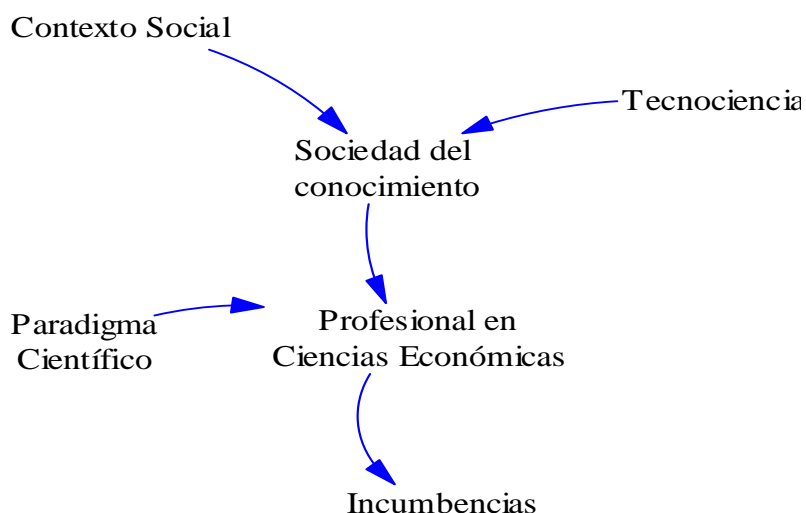 Contexto Social
Tecnociencia
Sociedad del
conocimiento
Paradigma
Científico
Profesional en
Ciencias Económicas
Incumbencias